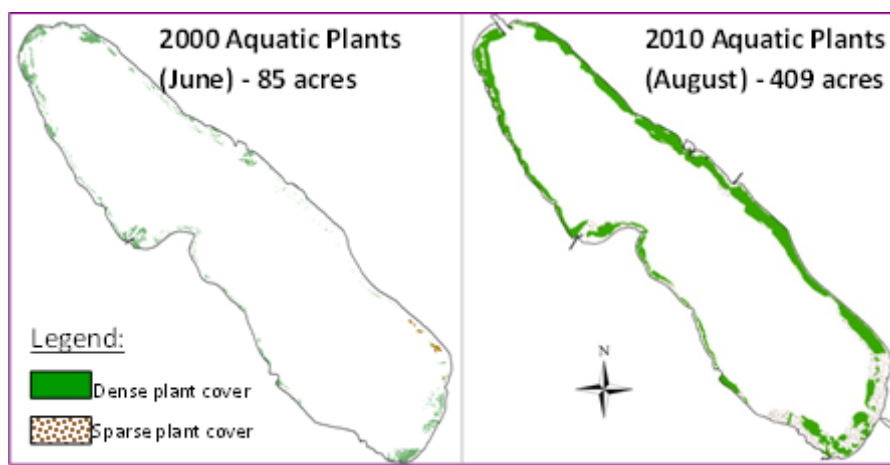 2000 Aquatic Plants
(June) - 85 acres
2010 Aquatic Plants
(August) - 409 acres
Legend:
Dense plant cover
Sparse plant cover
N